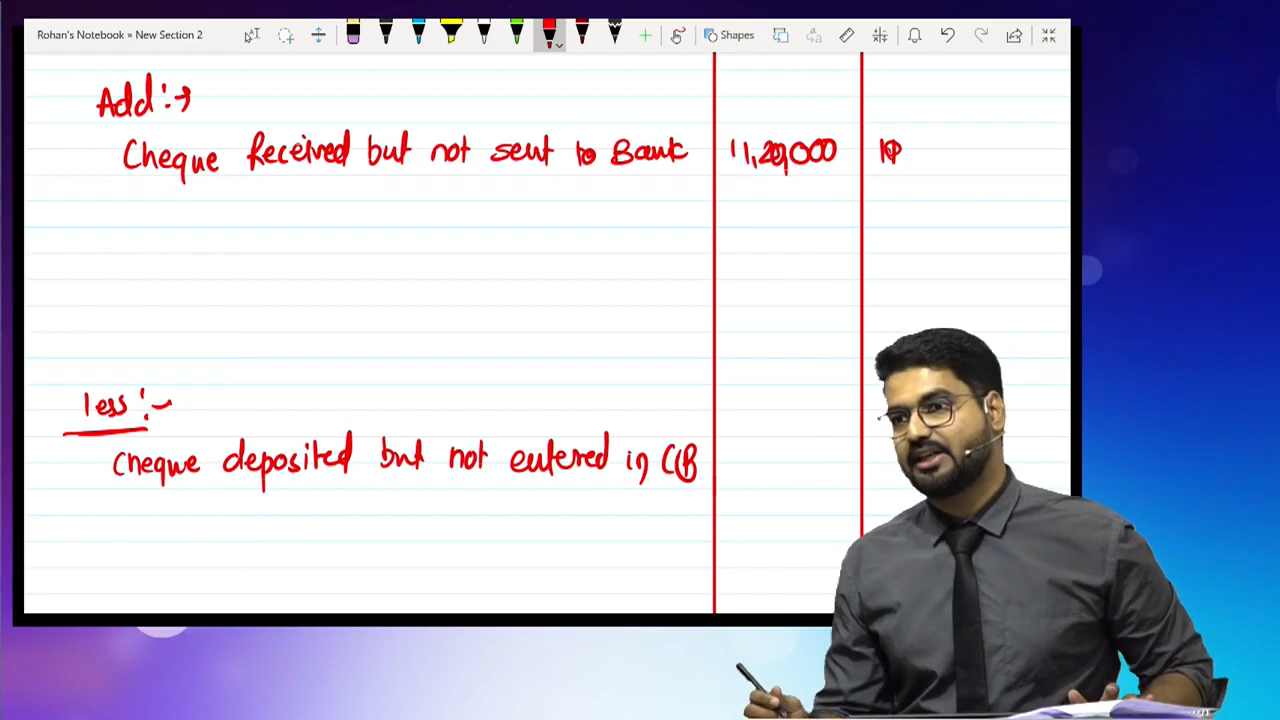 Rohan's Notebook » New Section 2
Shapes
Add :→
Cheque Received but not sent to Bank 11,20,000
less :-
Cheque deposited but not entered in CB